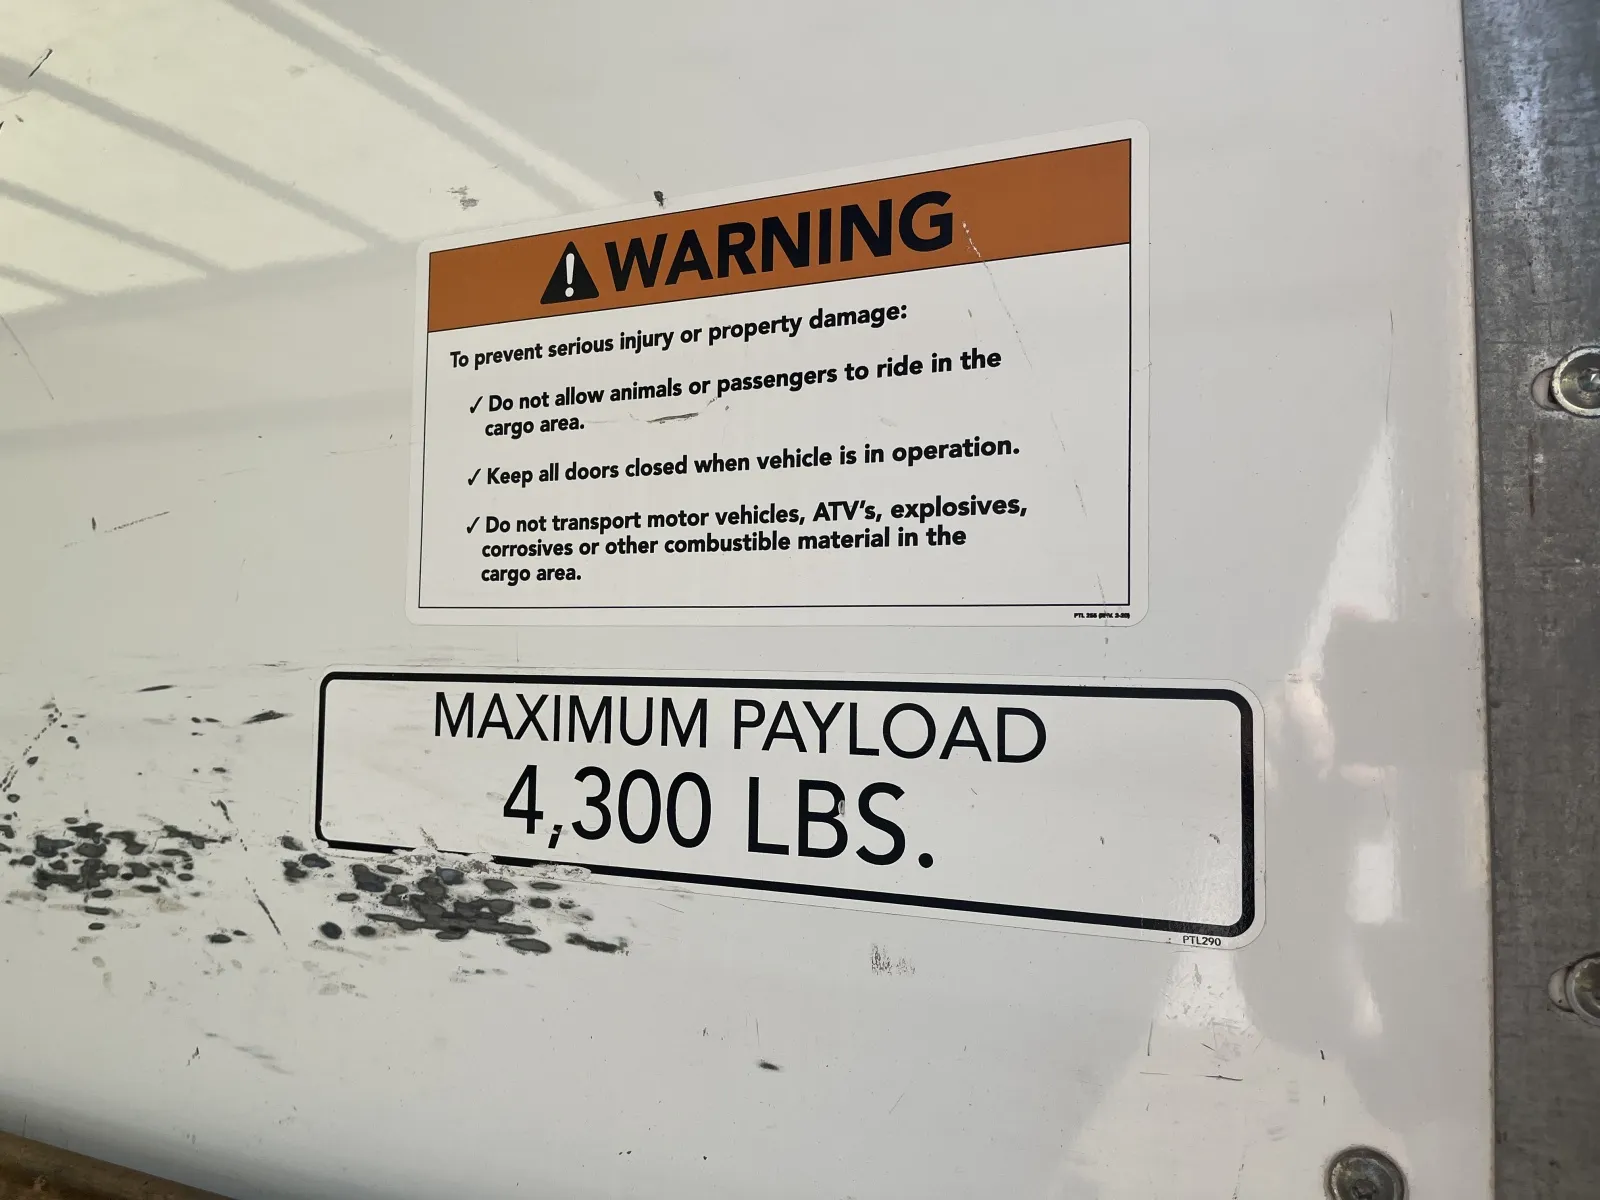 WARNING
To prevent serious injury or property damage:
✓ Do not allow animals or passengers to ride in the
cargo area.
✓ Keep all doors closed when vehicle is in operation.
✓ Do not transport motor vehicles, ATV's, explosives,
corrosives or other combustible material in the
cargo area.
MAXIMUM PAYLOAD
4,300 LBS.
PTL290